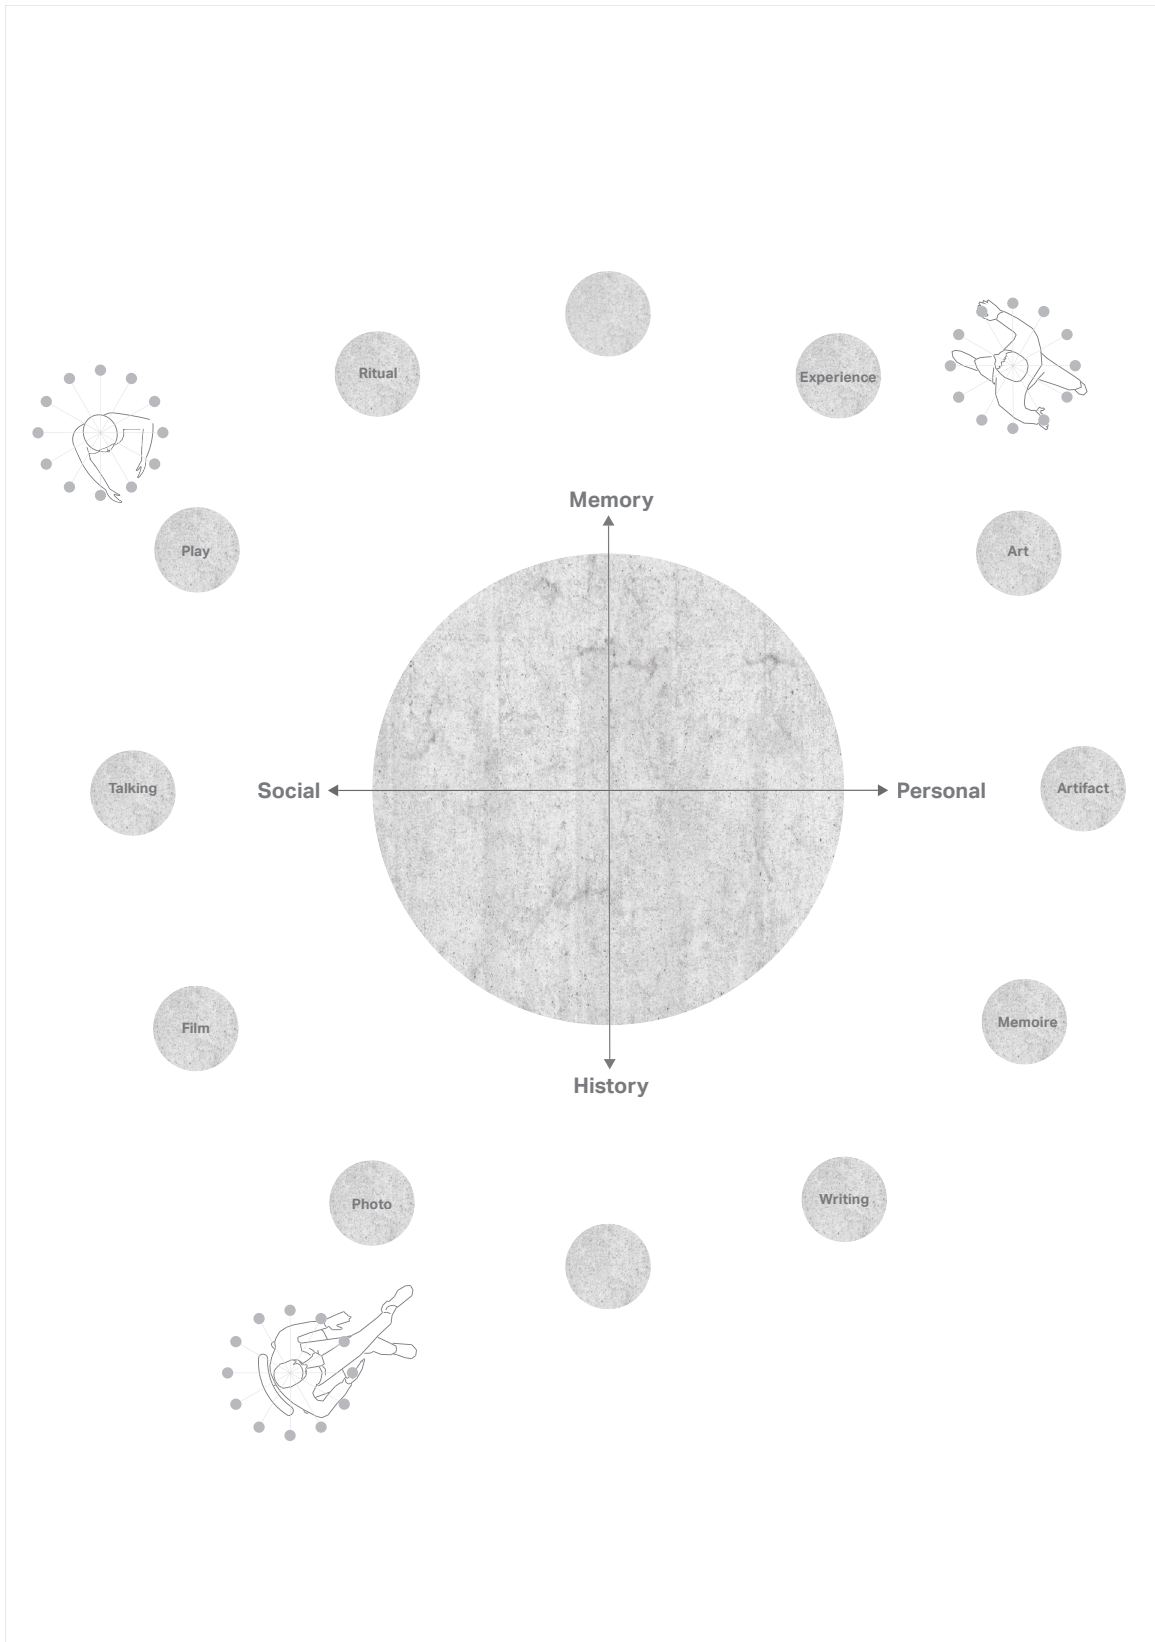 Ritual
Experience
Memory
Play
Art
Talking
Social
Personal
Artifact
Film
Memoire
History
Photo
Writing